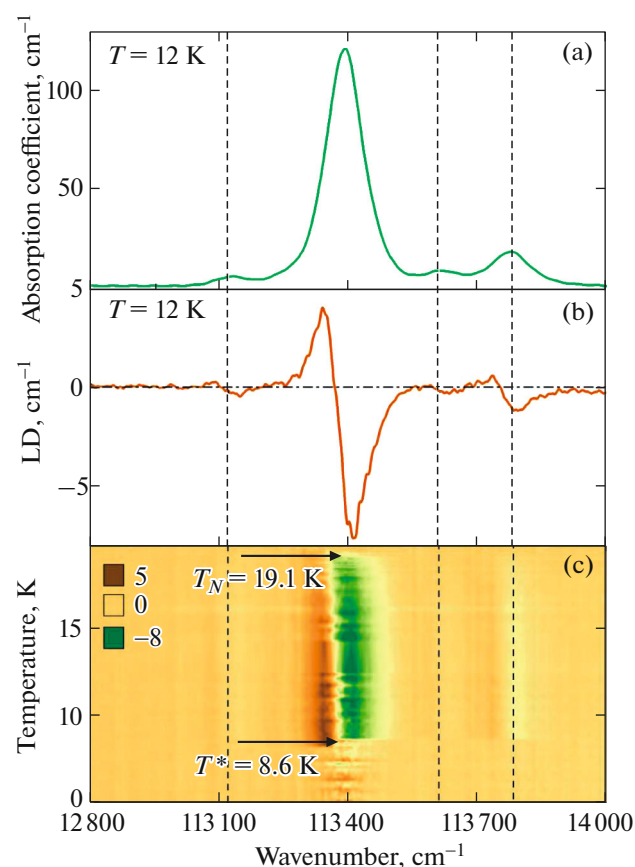 T = 12 K
(a)
100
50
5
Absorption coefficient, cm⁻¹
T = 12 K
(b)
0
−5
LD, cm⁻¹
(c)
5
0
−8
T_N = 19.1 K
T* = 8.6 K
15
10
0
Temperature, K
12 800
113 100
113 400
113 700
14 000
Wavenumber, cm⁻¹